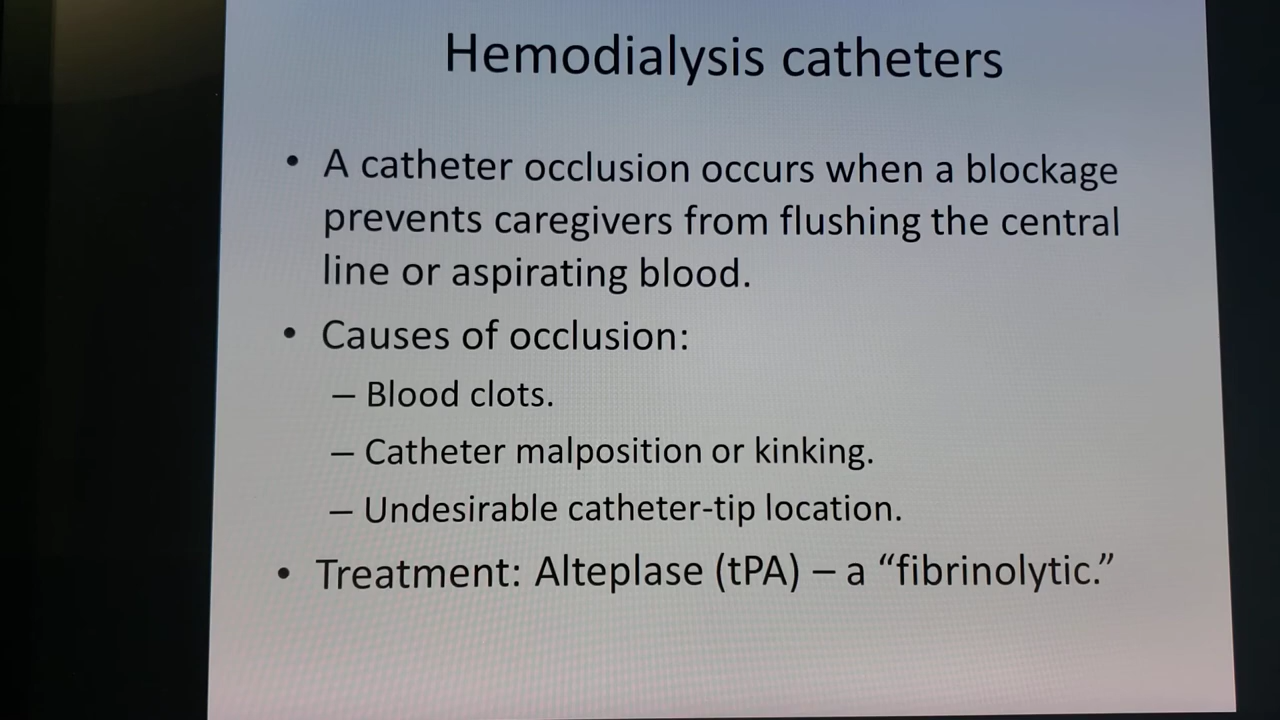 Hemodialysis catheters
• A catheter occlusion occurs when a blockage
prevents caregivers from flushing the central
line or aspirating blood.
• Causes of occlusion:
– Blood clots.
– Catheter malposition or kinking.
– Undesirable catheter-tip location.
• Treatment: Alteplase (tPA) – a “fibrinolytic.”